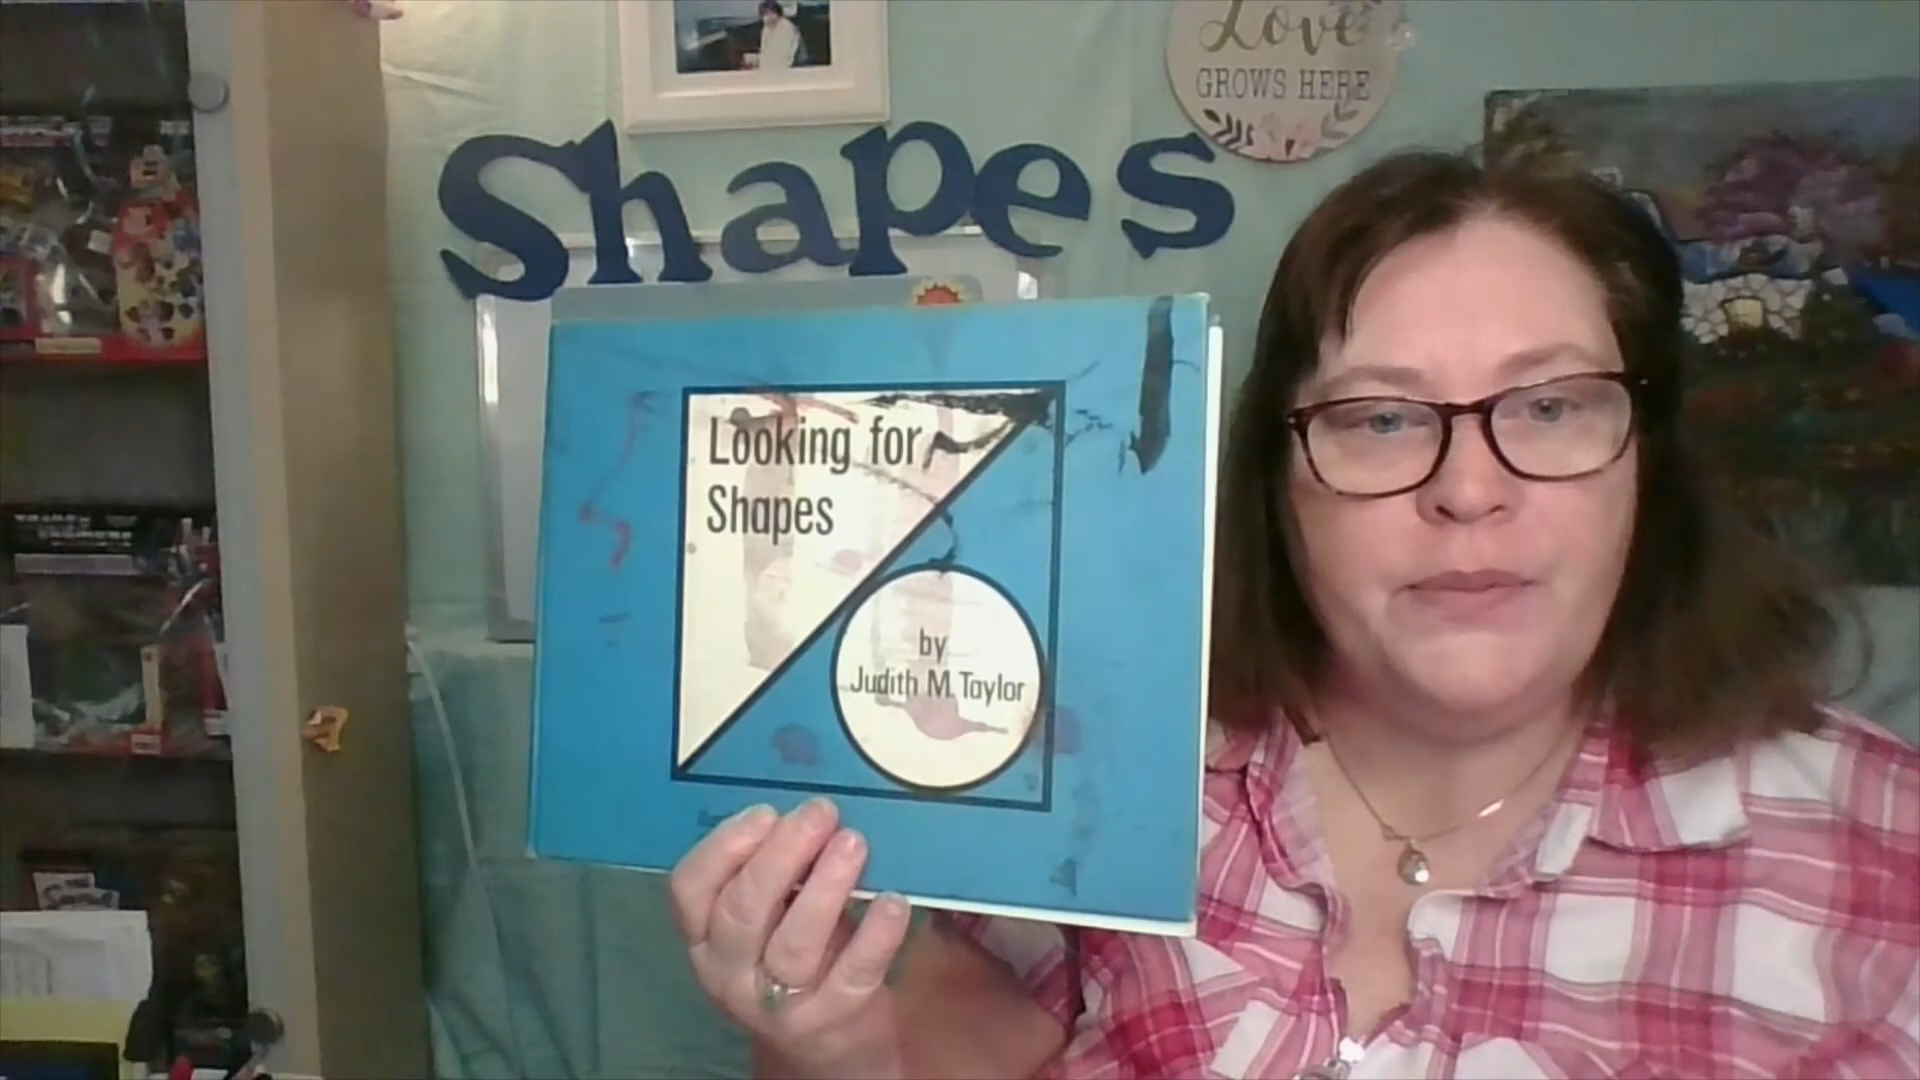 Love
GROWS HERE
Shapes
Looking for
Shapes
by
Judith M. Taylor